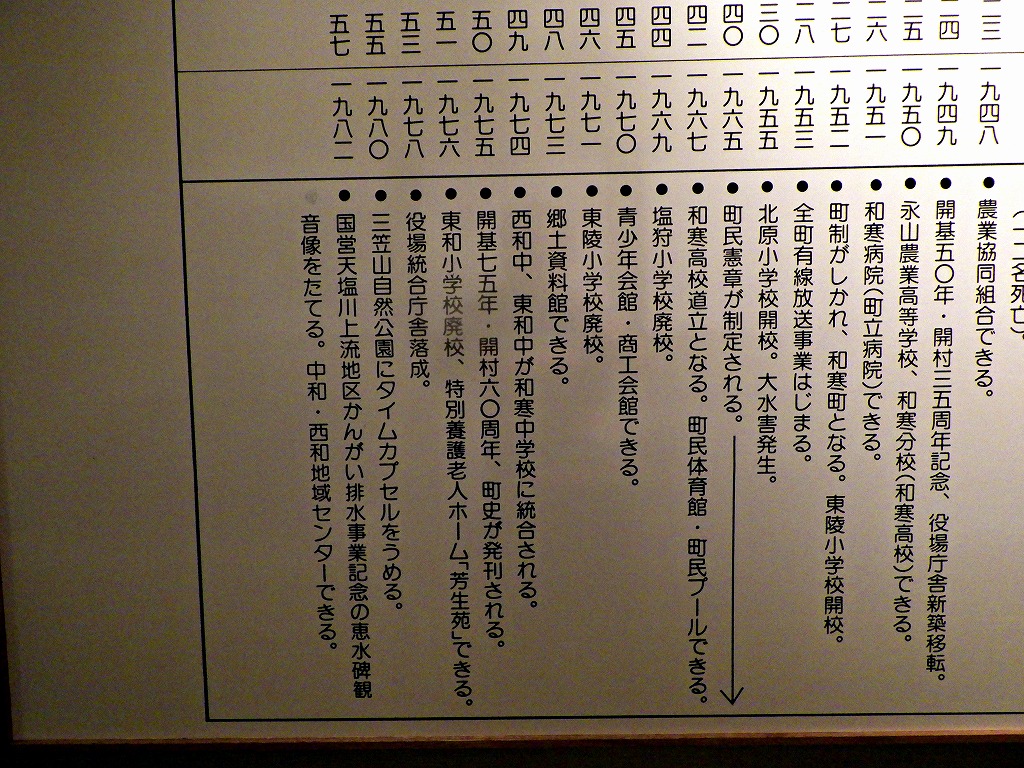 (一二名死亡)。
二三 一九四八 ●農業協同組合できる。
二四 一九四九 ●開基五〇年・開村三五周年記念、役場庁舎新築移転。
二五 一九五〇 ●永山農業高等学校、和寒分校(和寒高校)できる。
二六 一九五一 ●和寒病院(町立病院)できる。
二七 一九五二 ●町制がしかれ、和寒町となる。東陵小学校開校。
二八 一九五三 ●全町有線放送事業はじまる。
三〇 一九五五 ●北原小学校開校。大水害発生。
四〇 一九六五 ●町民憲章が制定される。
四二 一九六七 ●和寒高校道立となる。町民体育館・町民プールできる。
四四 一九六九 ●塩狩小学校廃校。
四五 一九七〇 ●青少年会館・商工会館できる。
四六 一九七一 ●東陵小学校廃校。
四八 一九七三 ●郷土資料館できる。
四九 一九七四 ●西和中、東和中が和寒中学校に統合される。
五〇 一九七五 ●開基七五年・開村六〇周年、町史が発刊される。
五一 一九七六 ●東和小学校廃校、特別養護老人ホーム「芳生苑」できる。
五三 一九七八 ●役場統合庁舎落成。
五五 一九八〇 ●三笠山自然公園にタイムカプセルをうめる。
五七 一九八二 ●国営天塩川上流地区かんがい排水事業記念の恵水碑観
音像をたてる。中和・西和地域センターできる。